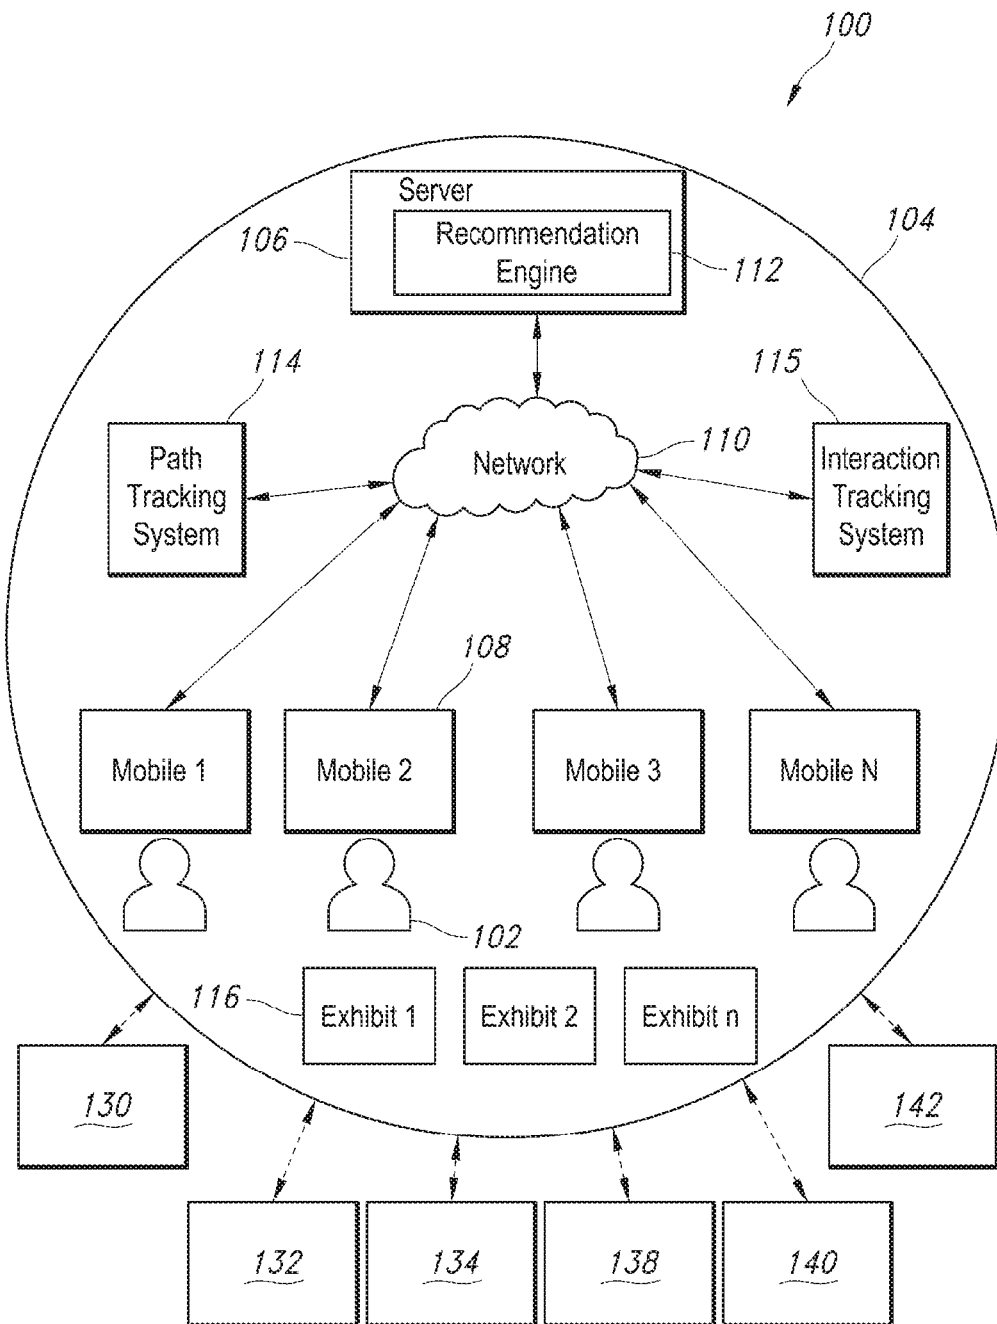 100
Server
Recommendation
Engine
106
112
104
114
115
Path
Tracking
System
Network
110
Interaction
Tracking
System
108
Mobile 1
Mobile 2
Mobile 3
Mobile N
102
116
Exhibit 1
Exhibit 2
Exhibit n
130
142
132
134
138
140